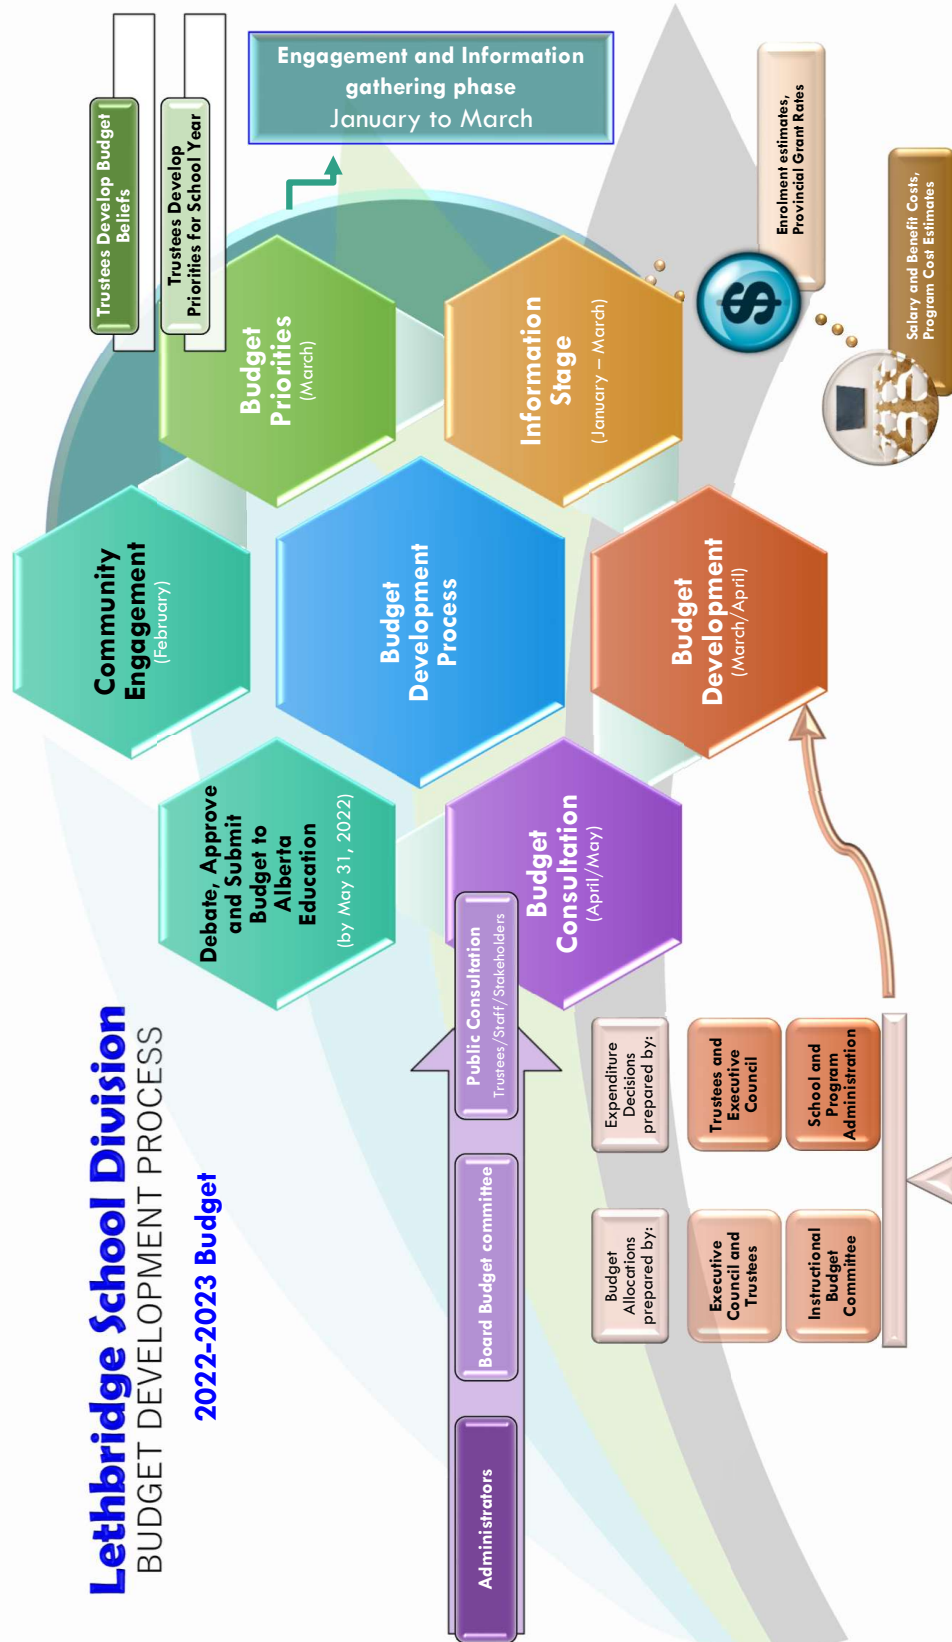 Lethbridge School Division
BUDGET DEVELOPMENT PROCESS
2022-2023 Budget
Community
Engagement
(February)
Trustees Develop Budget
Beliefs
Trustees Develop
Priorities for School Year
Budget
Priorities
(March)
Engagement and Information
gathering phase
January to March
Debate, Approve
and Submit
Budget to
Alberta
Education
(by May 31, 2022)
Budget
Development
Process
Information
Stage
(January – March)
Administrators
Board Budget committee
Public Consultation
Trustees/Staff/Stakeholders
Budget
Consultation
(April/May)
Budget
Development
(March/April)
$
Enrolment estimates,
Provincial Grant Rates
Salary and Benefit Costs,
Program Cost Estimates
Budget
Allocations
prepared by:
Executive
Council and
Trustees
Instructional
Budget
Committee
Expenditure
Decisions
prepared by:
Trustees and
Executive
Council
School and
Program
Administration